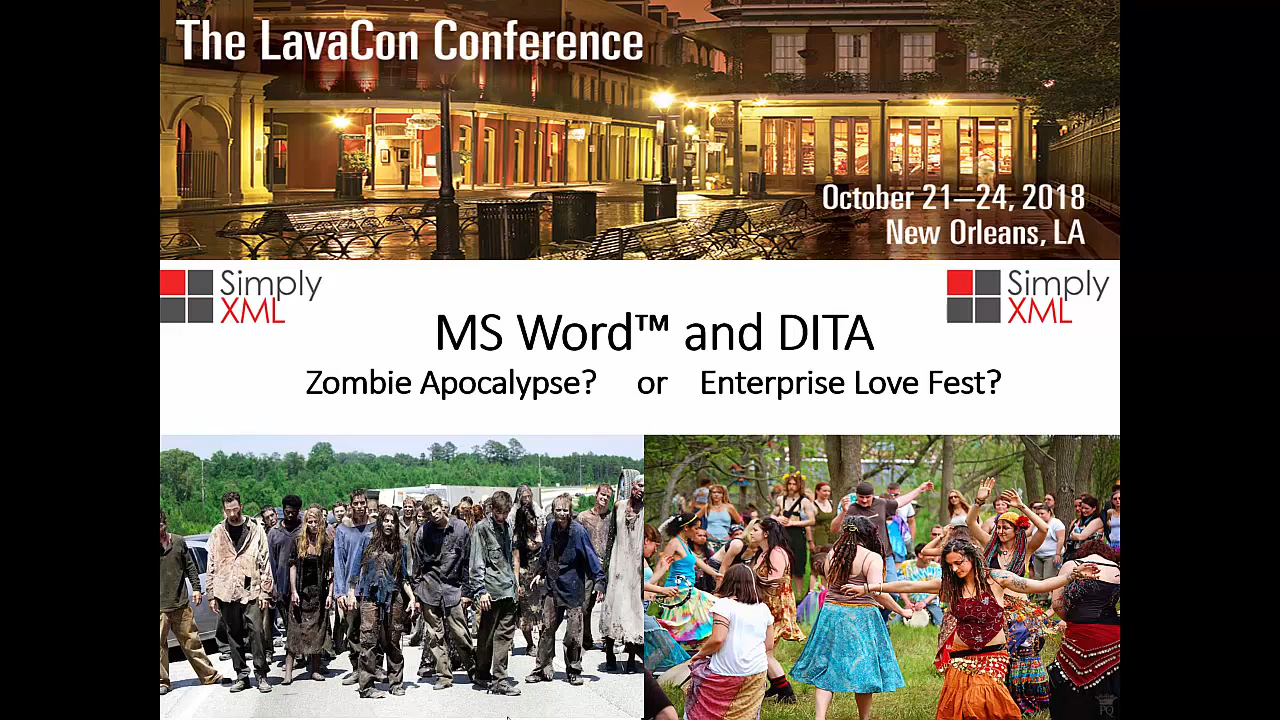 The LavaCon Conference
October 21—24, 2018
New Orleans, LA
Simply
XML
Simply
XML
MS Word™ and DITA
Zombie Apocalypse? or Enterprise Love Fest?
PQ